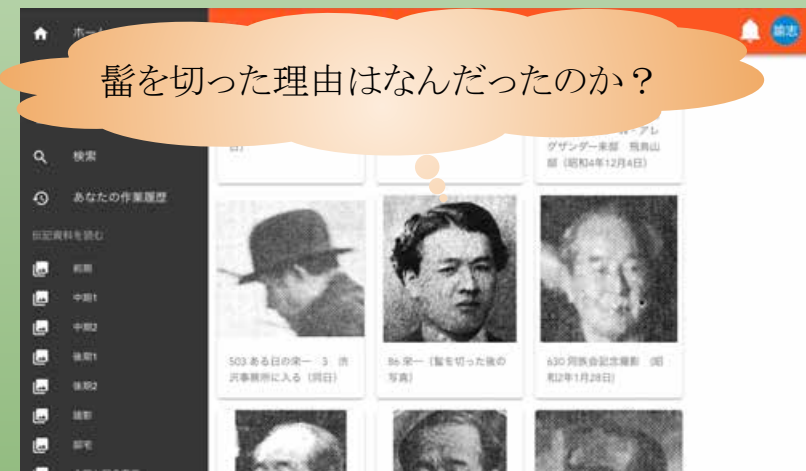 ホーム
諭志
髷を切った理由はなんだったのか？
検索
あなたの作業履歴
伝記資料を読む
前期
中期1
中期2
後期1
後期2
日）
W・アレ
グザンダー来邸　飛鳥山
邸（昭和4年12月4日）
503 ある日の栄一　3　渋
沢事務所に入る（同日）
86 栄一（髷を切った後の
写真）
630 同族会記念撮影　(昭
和2年1月28日)